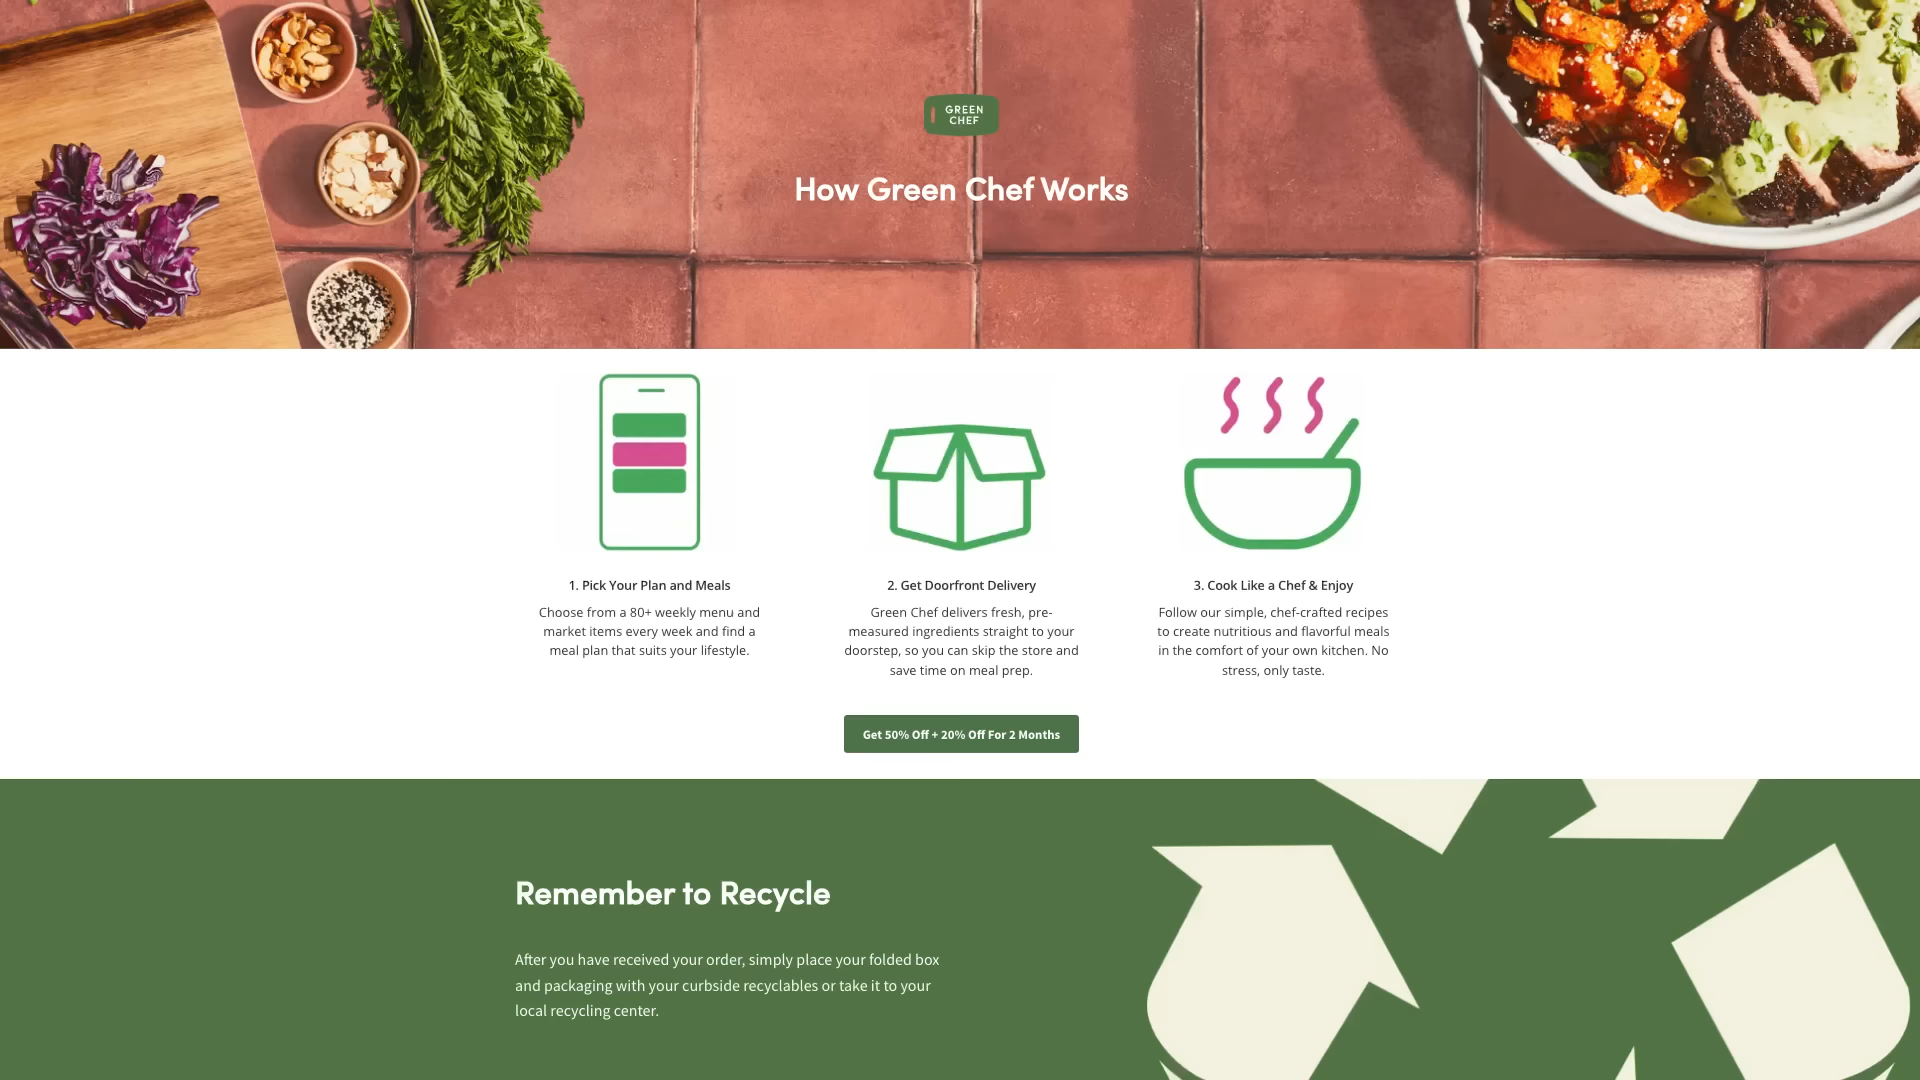 GREEN
CHEF
How Green Chef Works
1. Pick Your Plan and Meals
Choose from a 80+ weekly menu and
market items every week and find a
meal plan that suits your lifestyle.
2. Get Doorfront Delivery
Green Chef delivers fresh, pre-
measured ingredients straight to your
doorstep, so you can skip the store and
save time on meal prep.
3. Cook Like a Chef & Enjoy
Follow our simple, chef-crafted recipes
to create nutritious and flavorful meals
in the comfort of your own kitchen. No
stress, only taste.
Get 50% Off + 20% Off For 2 Months
Remember to Recycle
After you have received your order, simply place your folded box
and packaging with your curbside recyclables or take it to your
local recycling center.